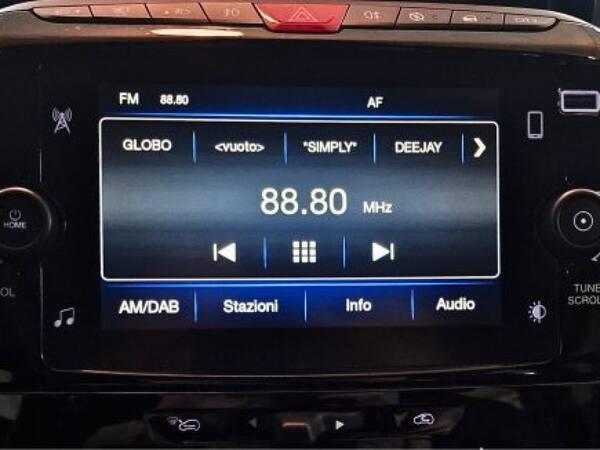 FM 88.80 AF
GLOBO <vuoto> *SIMPLY* DEEJAY
88.80 MHz
HOME
OL
TUNE
SCROLL
AM/DAB Stazioni Info Audio